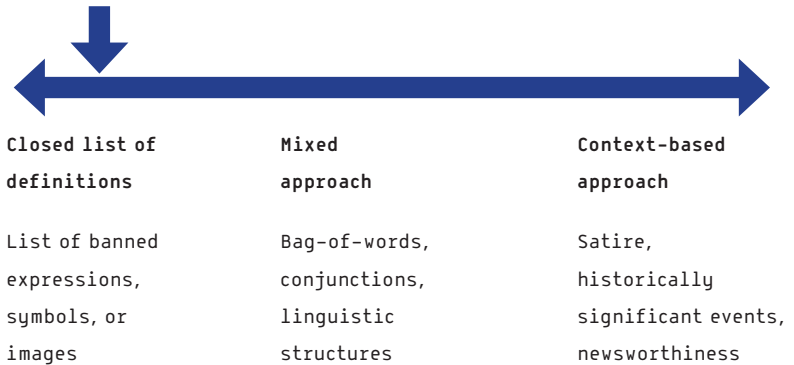 Closed list of
definitions
List of banned
expressions,
symbols, or
images
Mixed
approach
Bag-of-words,
conjunctions,
linguistic
structures
Context-based
approach
Satire,
historically
significant events,
newsworthiness